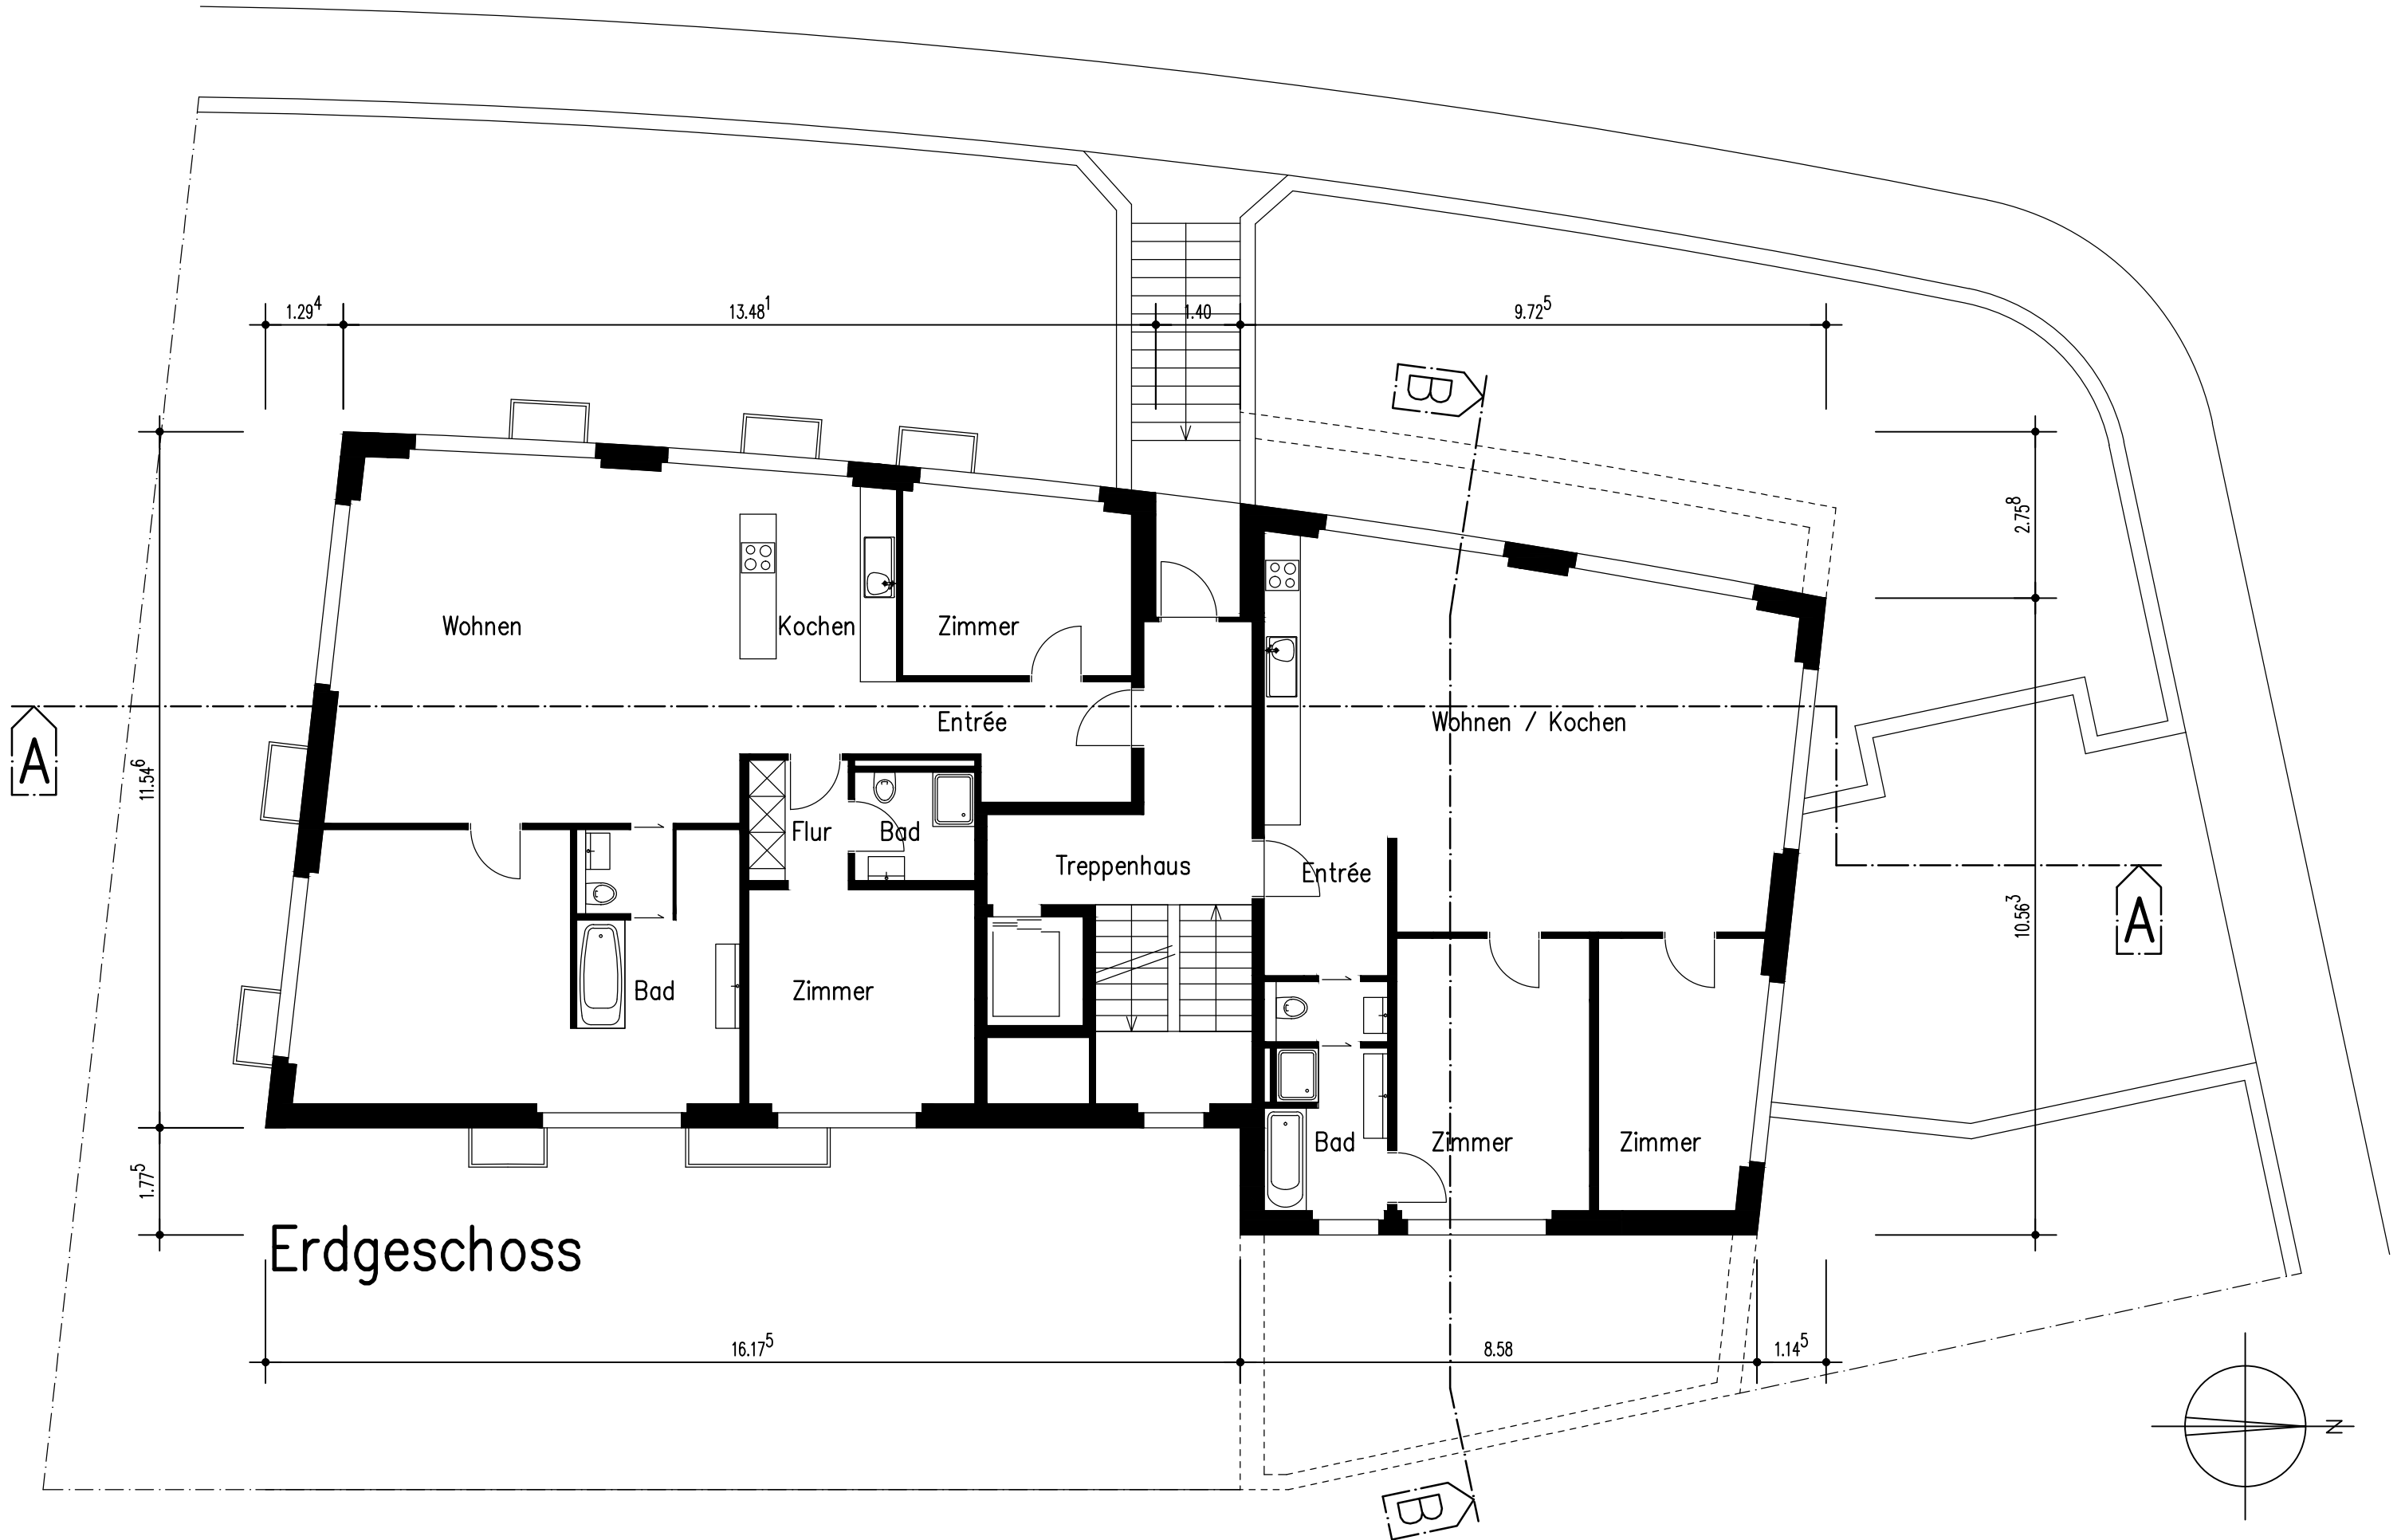 1.29⁴
13.48¹
1.40
9.72⁵
B
2.75⁸
Wohnen
Kochen
Zimmer
Entrée
Wohnen / Kochen
A
11.54⁶
Flur
Bad
Treppenhaus
Entrée
10.56³
A
Bad
Zimmer
Bad
Zimmer
Zimmer
1.77⁵
Erdgeschoss
16.17⁵
8.58
1.14⁵
N
B